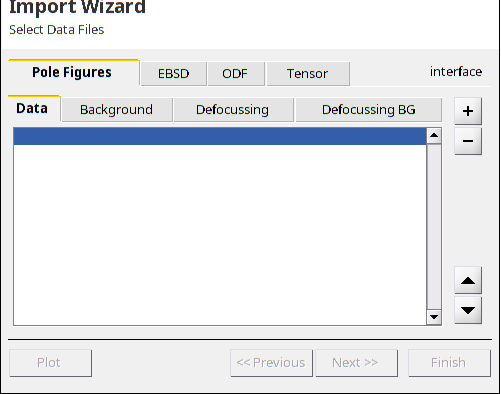 Import Wizard
Select Data Files
Pole Figures EBSD ODF Tensor interface
Data Background Defocussing Defocussing BG
+
−
Plot << Previous Next >> Finish